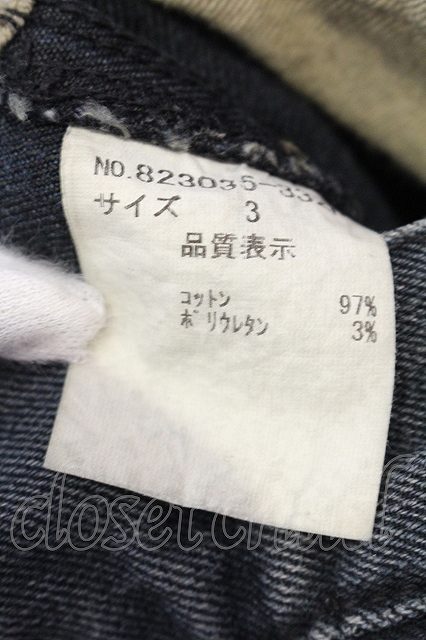 NO.823035-33
サイズ 3
品質表示
コットン 97%
ポリウレタン 3%
closet child